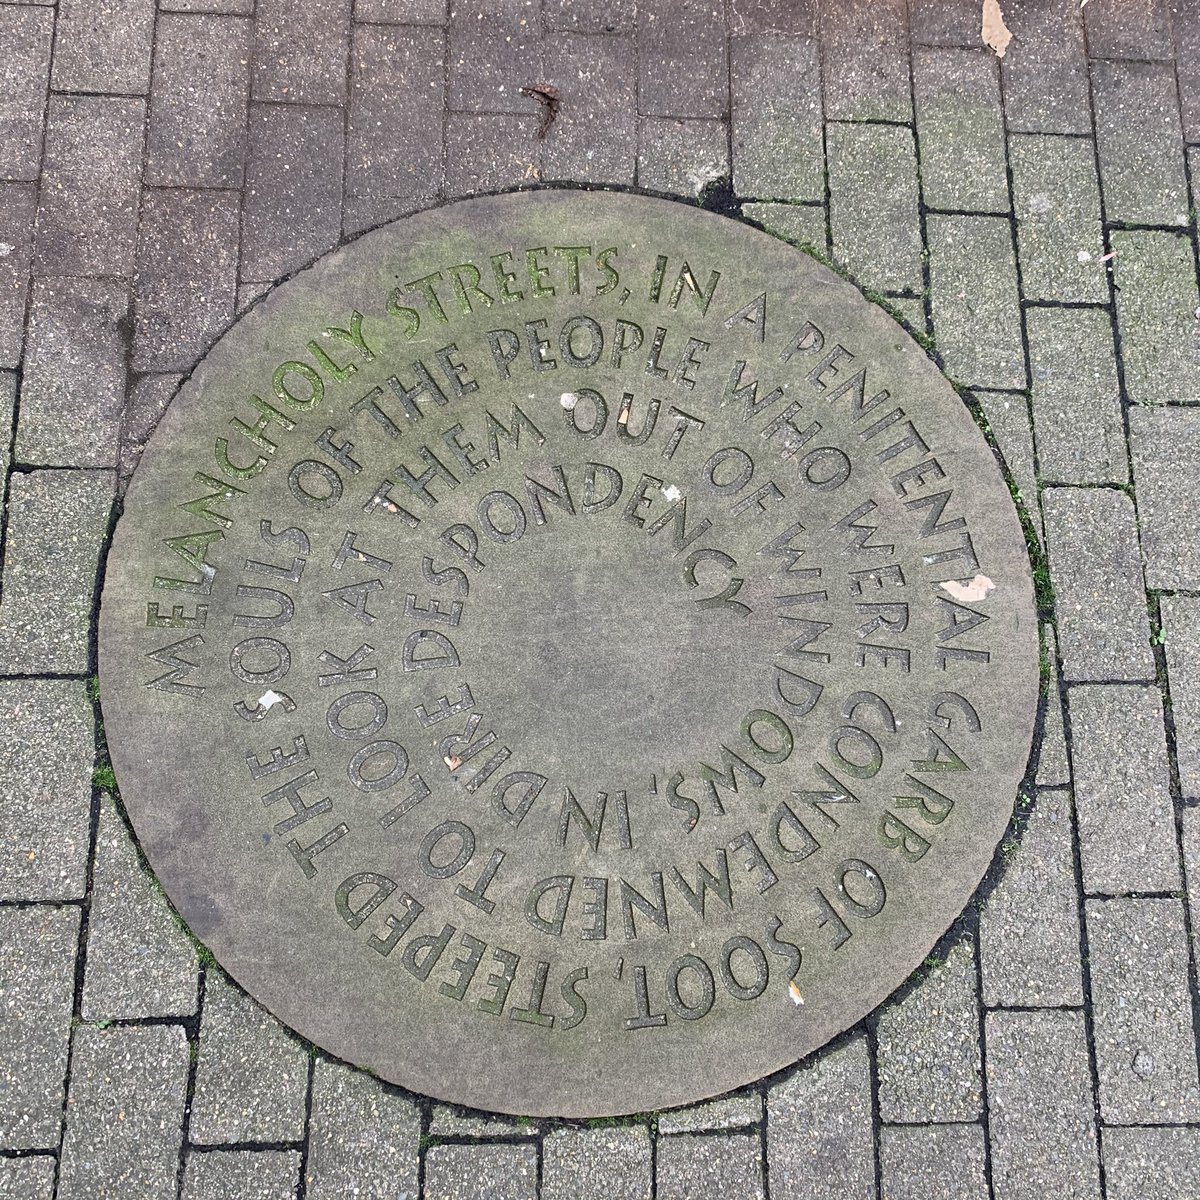 MELANCHOLY STREETS, IN A PENITENTIAL GARB OF SOOT, STEEPED THE SOULS OF THE PEOPLE WHO WERE CONDEMNED TO LOOK AT THEM OUT OF WINDOWS, IN DIRE DESPONDENCY